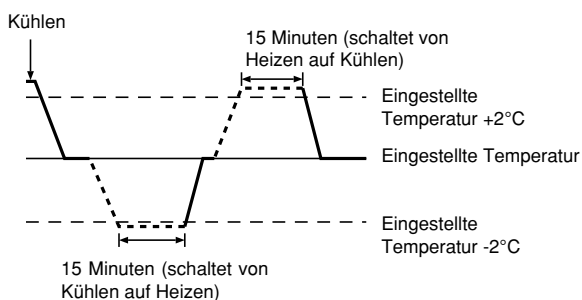 Kühlen
15 Minuten (schaltet von
Heizen auf Kühlen)
Eingestellte
Temperatur +2°C
Eingestellte Temperatur
Eingestellte
Temperatur -2°C
15 Minuten (schaltet von
Kühlen auf Heizen)